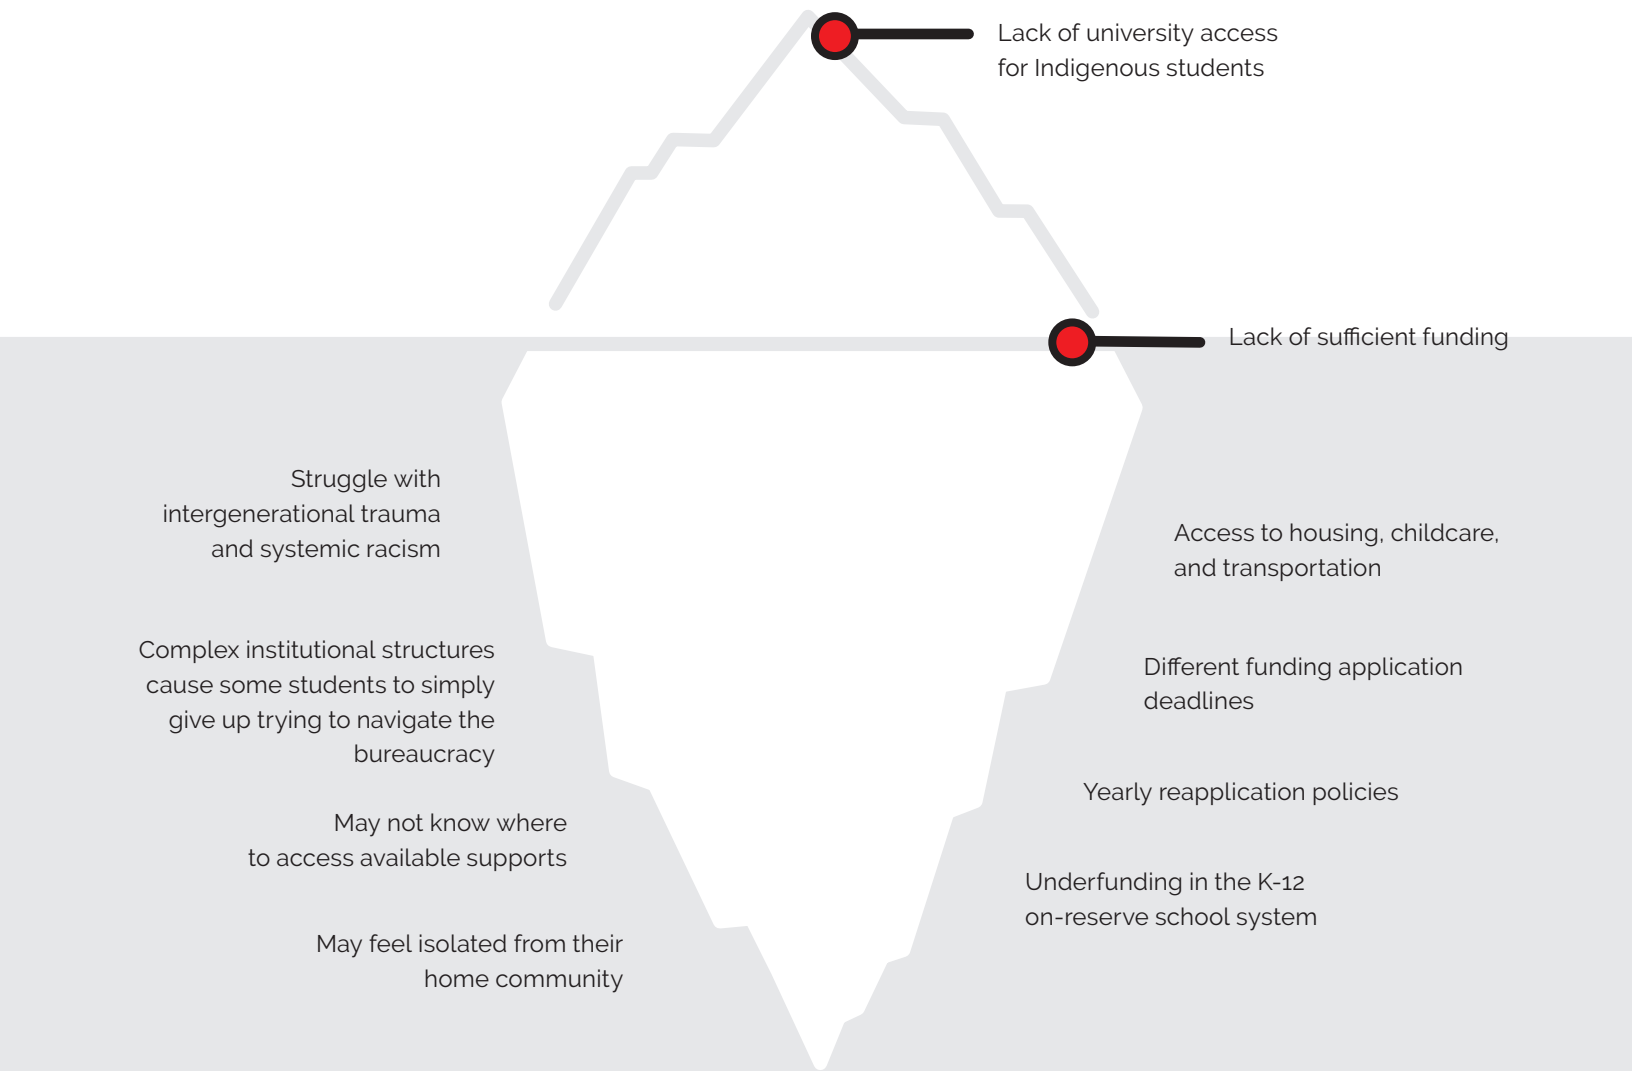 Lack of university access
for Indigenous students
Lack of sufficient funding
Struggle with
intergenerational trauma
and systemic racism
Complex institutional structures
cause some students to simply
give up trying to navigate the
bureaucracy
May not know where
to access available supports
May feel isolated from their
home community
Access to housing, childcare,
and transportation
Different funding application
deadlines
Yearly reapplication policies
Underfunding in the K-12
on-reserve school system